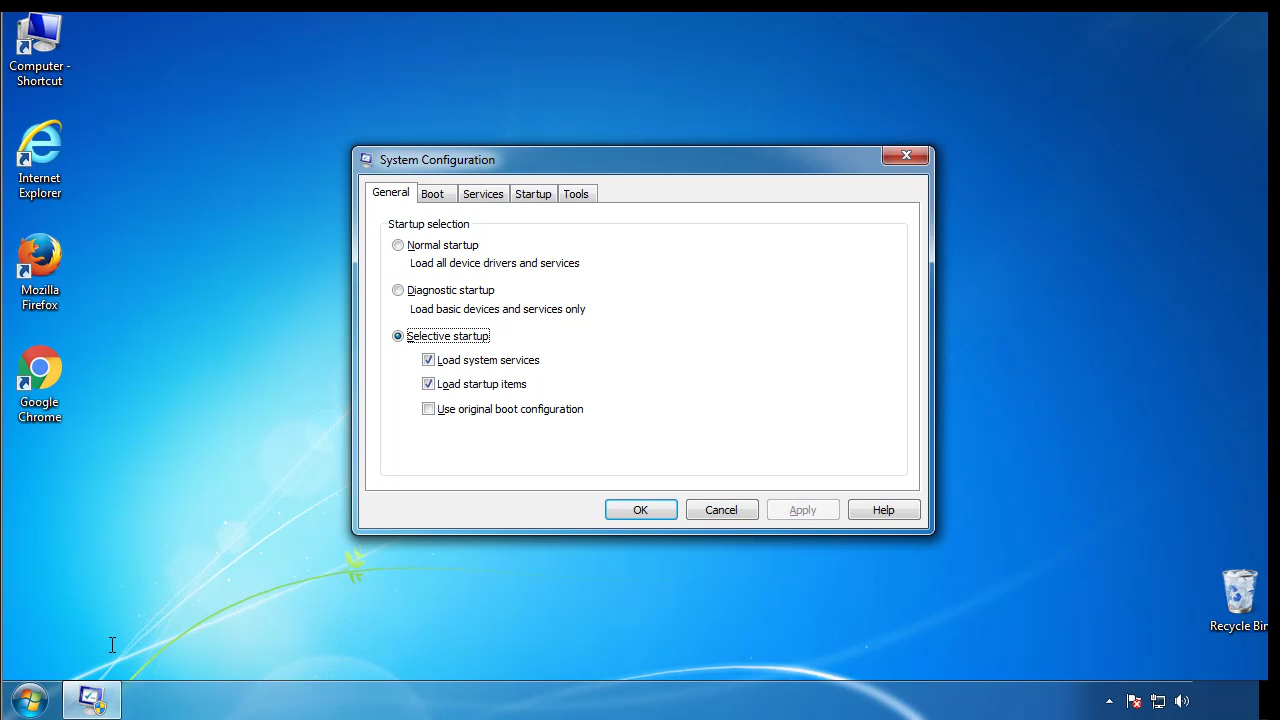 Computer -
Shortcut
Internet
Explorer
Mozilla
Firefox
Google
Chrome
System Configuration
General Boot Services Startup Tools
Startup selection
Normal startup
Load all device drivers and services
Diagnostic startup
Load basic devices and services only
Selective startup
Load system services
Load startup items
Use original boot configuration
OK Cancel Apply Help
Recycle Bin